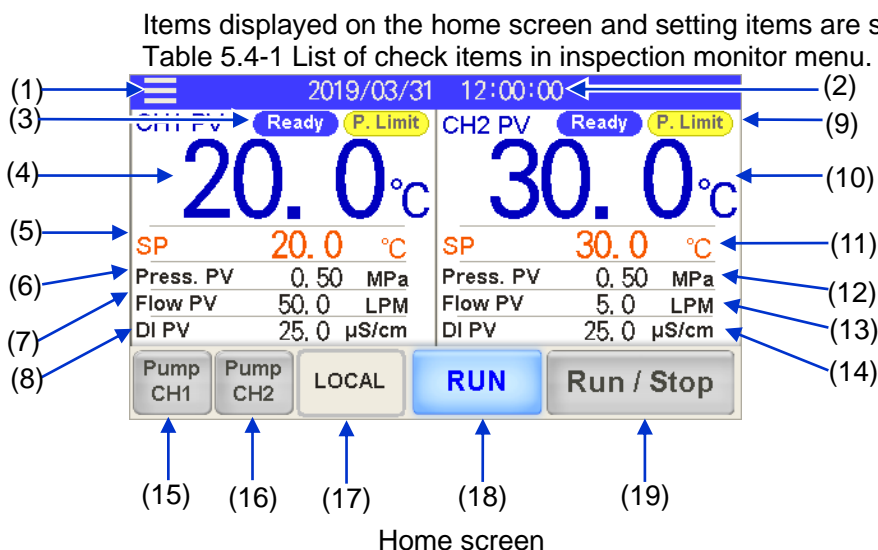 Items displayed on the home screen and setting items are s
Table 5.4-1 List of check items in inspection monitor menu.
(1) 2019/03/31 12:00:00 (2)
(3) CH1 PV Ready P. Limit CH2 PV Ready P. Limit (9)
(4) 20.0 °C 30.0 °C (10)
(5) SP 20.0 °C SP 30.0 °C (11)
(6) Press. PV 0.50 MPa Press. PV 0.50 MPa (12)
(7) Flow PV 50.0 LPM Flow PV 5.0 LPM (13)
(8) DI PV 25.0 µS/cm DI PV 25.0 µS/cm (14)
Pump CH1 Pump CH2 LOCAL RUN Run / Stop
(15) (16) (17) (18) (19)
Home screen